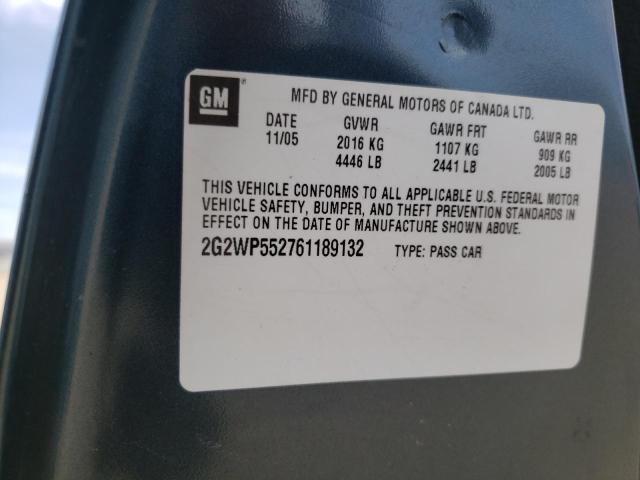 GM ® MFD BY GENERAL MOTORS OF CANADA LTD.
DATE GVWR GAWR FRT GAWR RR
11/05 2016 KG 1107 KG 909 KG
4446 LB 2441 LB 2005 LB
THIS VEHICLE CONFORMS TO ALL APPLICABLE U.S. FEDERAL MOTOR
VEHICLE SAFETY, BUMPER, AND THEFT PREVENTION STANDARDS IN
EFFECT ON THE DATE OF MANUFACTURE SHOWN ABOVE.
2G2WP552761189132 TYPE: PASS CAR